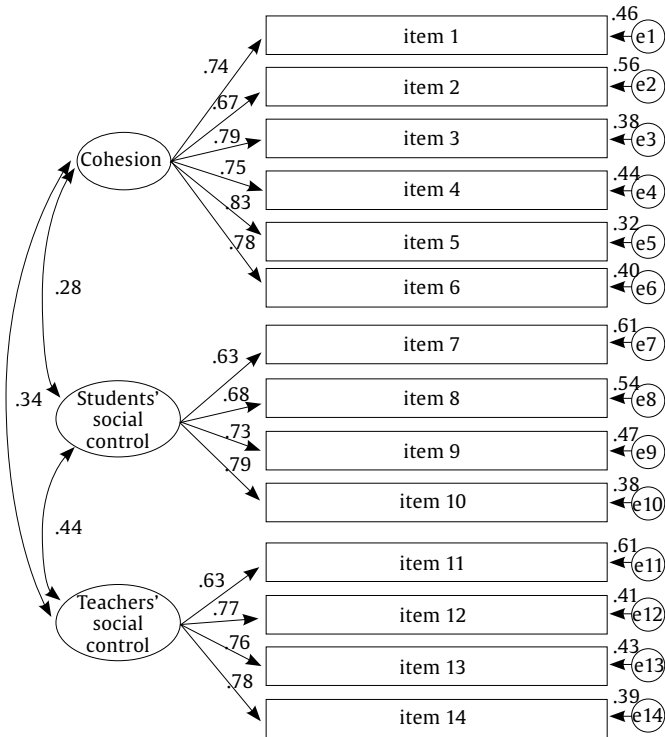 .46
item 1
e1
.74
.56
item 2
e2
.67
.38
item 3
e3
.79
Cohesion
.44
item 4
e4
.75
.32
item 5
e5
.83
.40
item 6
e6
.78
.28
.61
item 7
e7
.63
.54
item 8
e8
.68
Students'
social
control
.34
.47
item 9
e9
.73
.38
item 10
e10
.79
.44
.61
item 11
e11
.63
.41
item 12
e12
.77
Teachers'
social
control
.43
item 13
e13
.76
.39
item 14
e14
.78